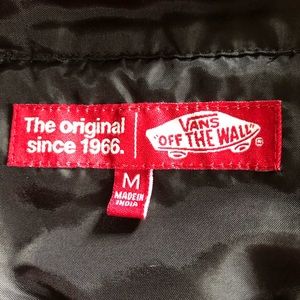 The original
since 1966.
VANS
"OFF THE WALL"
®
M
MADE IN
INDIA